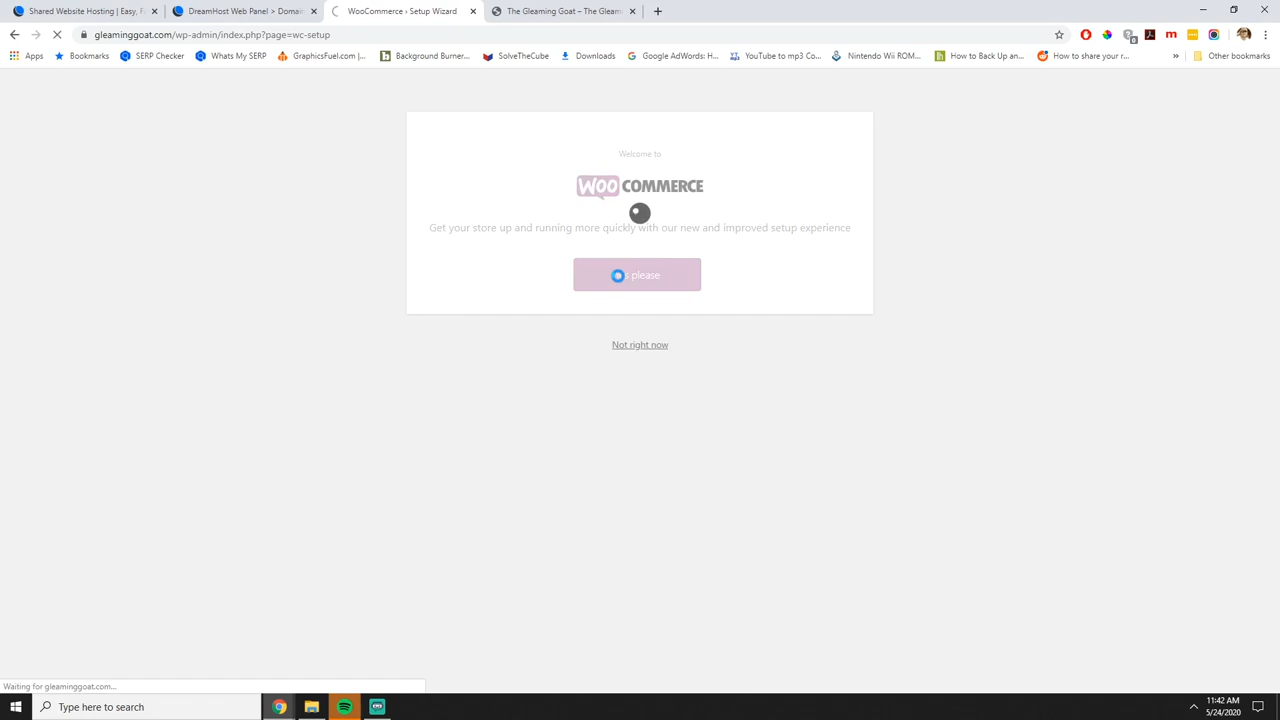 Shared Website Hosting | Easy, F
DreamHost Web Panel > Domain
WooCommerce › Setup Wizard
The Gleaming Goat – The Gleam
gleaminggoat.com/wp-admin/index.php?page=wc-setup
Apps
Bookmarks
SERP Checker
Whats My SERP
GraphicsFuel.com |...
Background Burner...
SolveTheCube
Downloads
Google AdWords: H...
YouTube to mp3 Co...
Nintendo Wii ROM...
How to Back Up an...
How to share your r...
»
Other bookmarks
Welcome to
WOO COMMERCE
Get your store up and running more quickly with our new and improved setup experience
please
Not right now
Waiting for gleaminggoat.com...
Type here to search
11:42 AM
5/24/2020